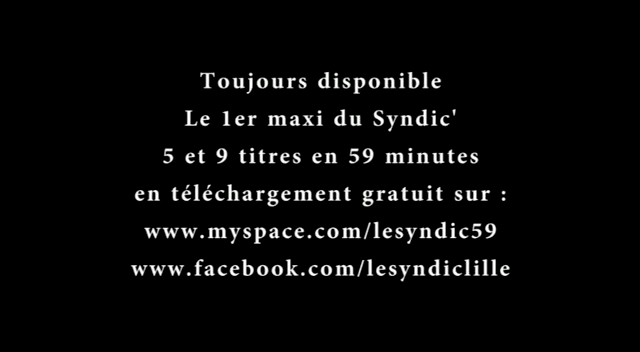 Toujours disponible
Le 1er maxi du Syndic'
5 et 9 titres en 59 minutes
en téléchargement gratuit sur :
www.myspace.com/lesyndic59
www.facebook.com/lesyndiclille